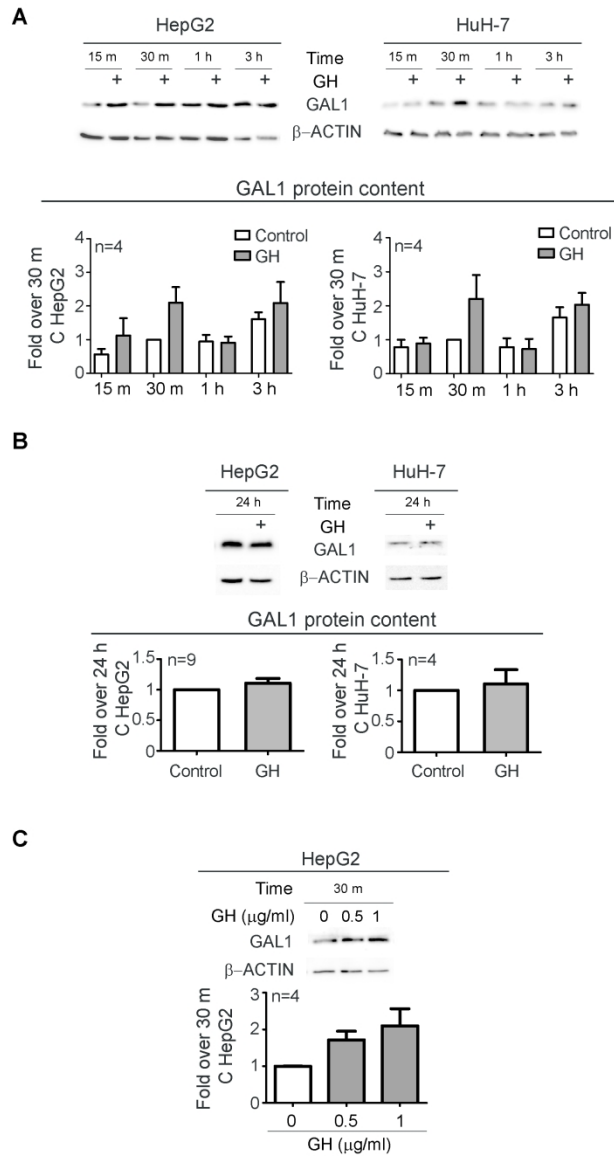 A
HepG2 HuH-7
15 m 30 m 1 h 3 h Time 15 m 30 m 1 h 3 h
+ + + + GH + + + +
GAL1
β–ACTIN
GAL1 protein content
Fold over 30 m
C HepG2
4
3
2
1
0
n=4
Control
GH
15 m 30 m 1 h 3 h
Fold over 30 m
C HuH-7
4
3
2
1
0
n=4
Control
GH
15 m 30 m 1 h 3 h
B
HepG2 HuH-7
24 h Time 24 h
+ GH +
GAL1
β–ACTIN
GAL1 protein content
Fold over 24 h
C HepG2
1.5
1
0.5
0
n=9
Control GH
Fold over 24 h
C HuH-7
1.5
1
0.5
0
n=4
Control GH
C
HepG2
Time 30 m
GH (μg/ml) 0 0.5 1
GAL1
β–ACTIN
Fold over 30 m
C HepG2
3
2
1
0
n=4
0 0.5 1
GH (μg/ml)